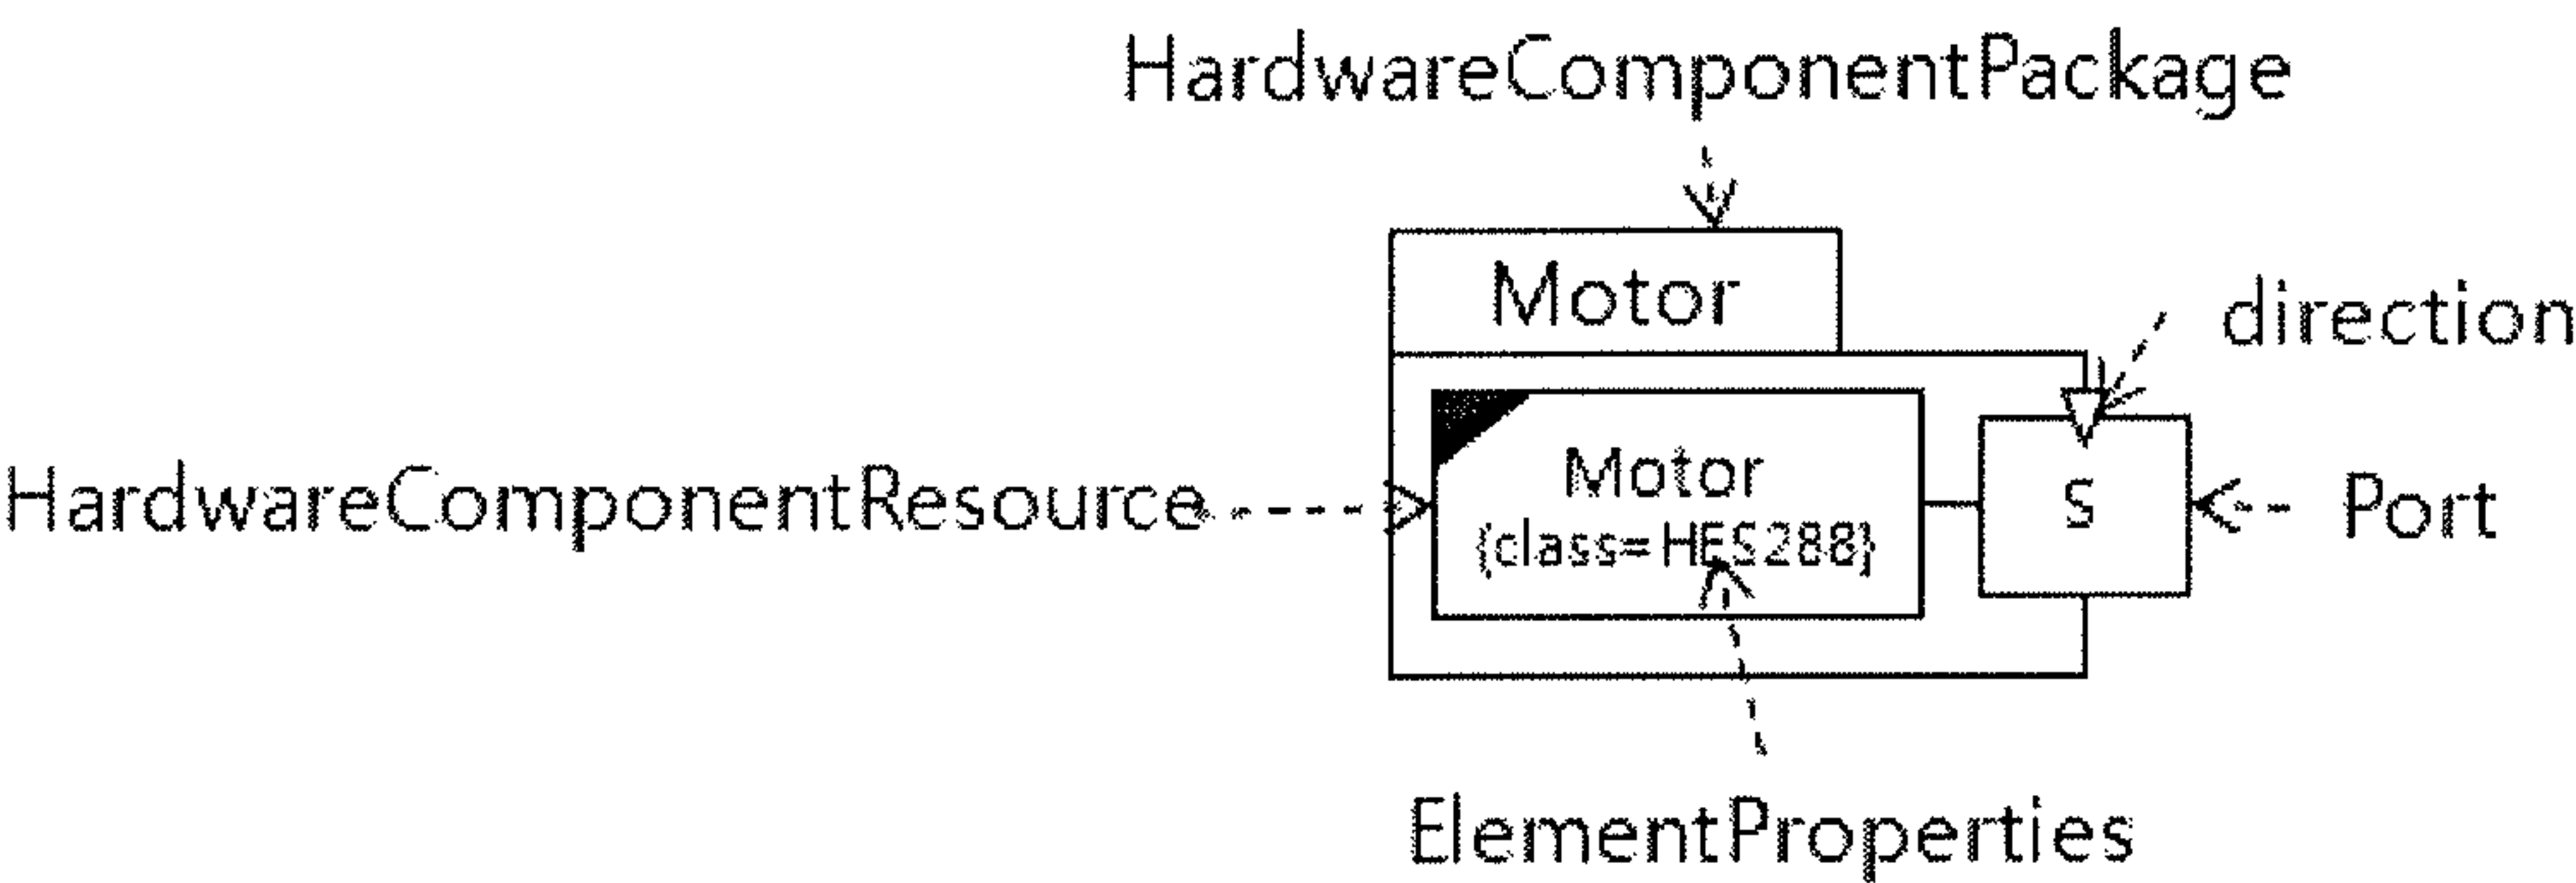 HardwareComponentPackage
Motor
direction
HardwareComponentResource
Motor
{class=HES288}
S
Port
ElementProperties